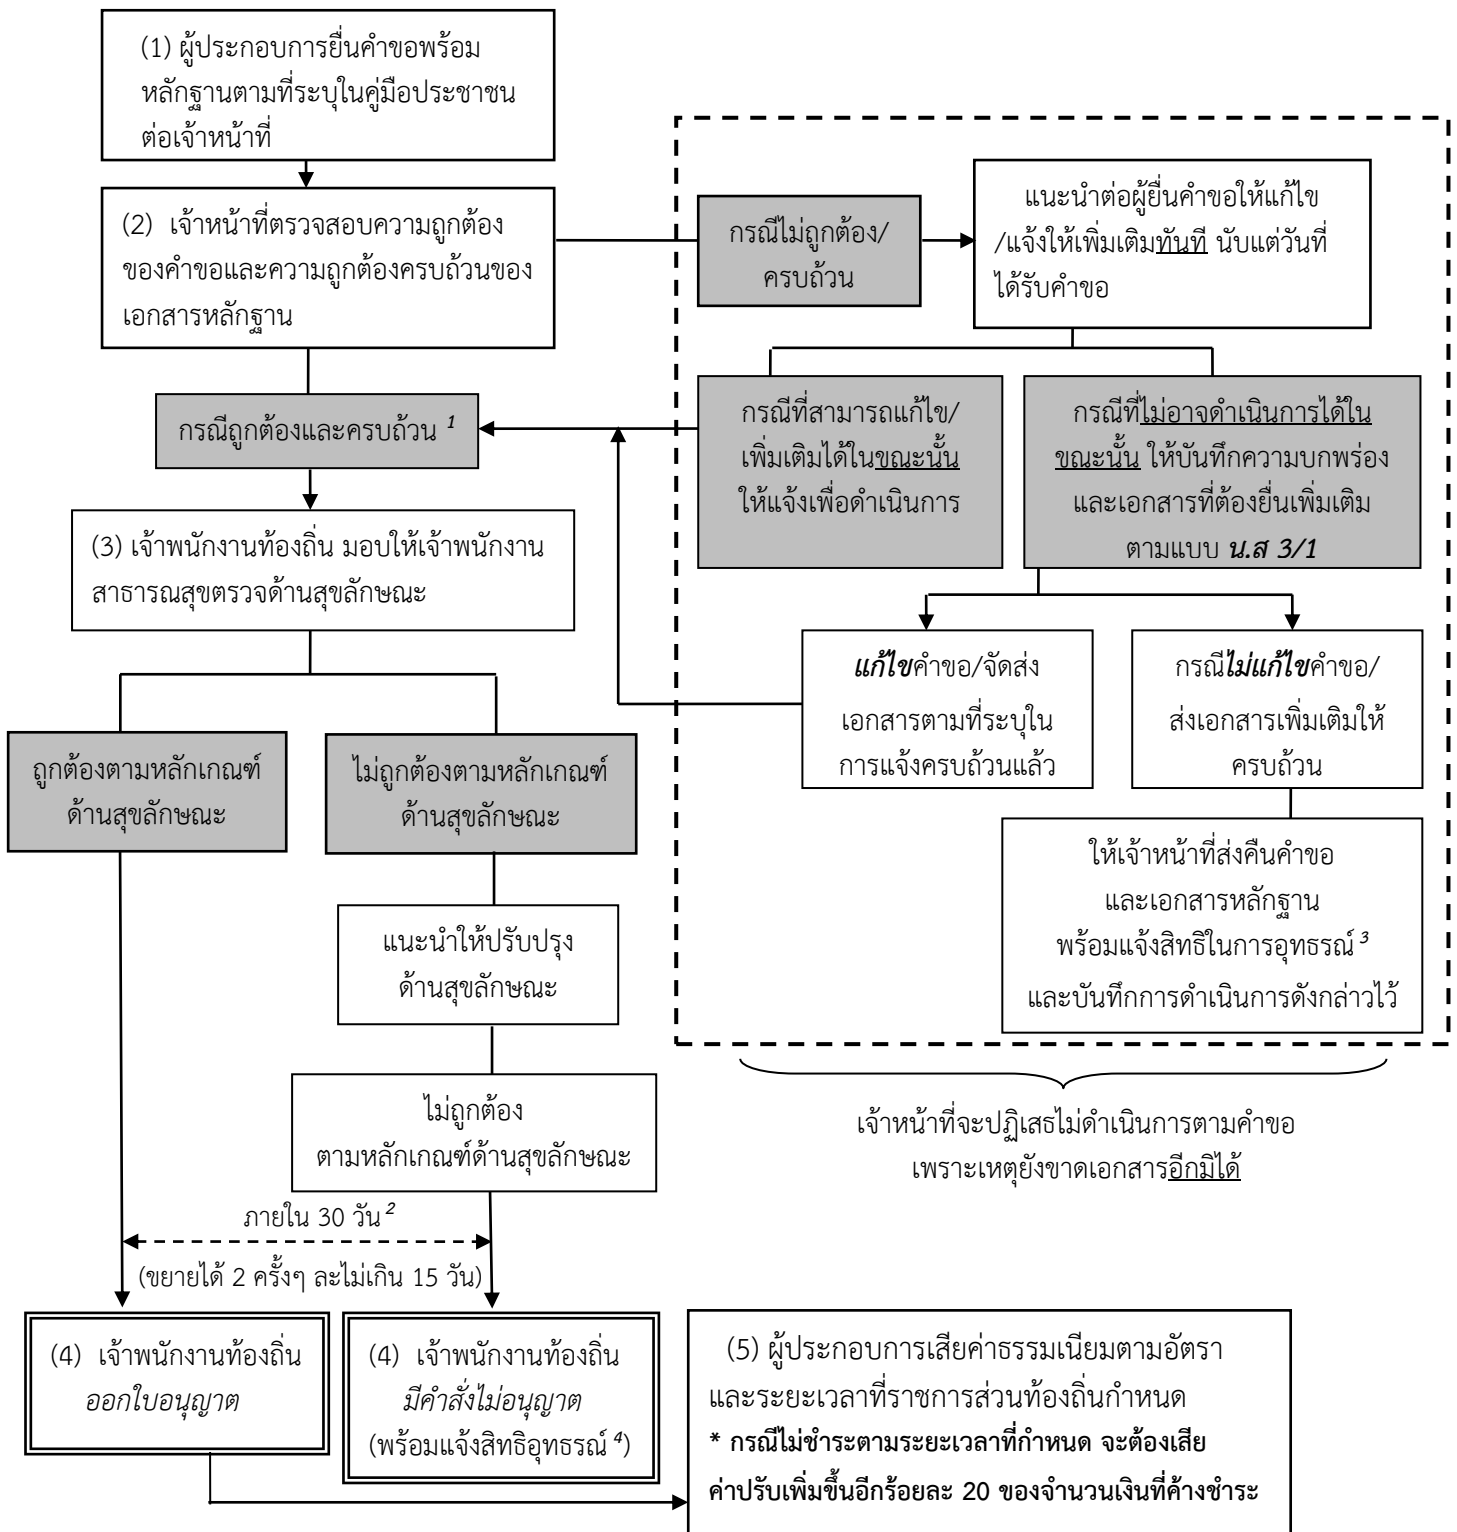 (1) ผู้ประกอบการยื่นคำขอพร้อม
หลักฐานตามที่ระบุในคู่มือประชาชน
ต่อเจ้าหน้าที่
(2) เจ้าหน้าที่ตรวจสอบความถูกต้อง
ของคำขอและความถูกต้องครบถ้วนของ
เอกสารหลักฐาน
กรณีไม่ถูกต้อง/
ครบถ้วน
แนะนำต่อผู้ยื่นคำขอให้แก้ไข
/แจ้งให้เพิ่มเติมทันที นับแต่วันที่
ได้รับคำขอ
กรณีถูกต้องและครบถ้วน 1
กรณีที่สามารถแก้ไข/
เพิ่มเติมได้ในขณะนั้น
ให้แจ้งเพื่อดำเนินการ
กรณีที่ไม่อาจดำเนินการได้ใน
ขณะนั้น ให้บันทึกความบกพร่อง
และเอกสารที่ต้องยื่นเพิ่มเติม
ตามแบบ น.ส 3/1
(3) เจ้าพนักงานท้องถิ่น มอบให้เจ้าพนักงาน
สาธารณสุขตรวจด้านสุขลักษณะ
แก้ไขคำขอ/จัดส่ง
เอกสารตามที่ระบุใน
การแจ้งครบถ้วนแล้ว
กรณีไม่แก้ไขคำขอ/
ส่งเอกสารเพิ่มเติมให้
ครบถ้วน
ถูกต้องตามหลักเกณฑ์
ด้านสุขลักษณะ
ไม่ถูกต้องตามหลักเกณฑ์
ด้านสุขลักษณะ
ให้เจ้าหน้าที่ส่งคืนคำขอ
และเอกสารหลักฐาน
พร้อมแจ้งสิทธิในการอุทธรณ์ 3
และบันทึกการดำเนินการดังกล่าวไว้
แนะนำให้ปรับปรุง
ด้านสุขลักษณะ
ไม่ถูกต้อง
ตามหลักเกณฑ์ด้านสุขลักษณะ
เจ้าหน้าที่จะปฏิเสธไม่ดำเนินการตามคำขอ
เพราะเหตุยังขาดเอกสารอีกมิได้
ภายใน 30 วัน 2
(ขยายได้ 2 ครั้งๆ ละไม่เกิน 15 วัน)
(4) เจ้าพนักงานท้องถิ่น
ออกใบอนุญาต
(4) เจ้าพนักงานท้องถิ่น
มีคำสั่งไม่อนุญาต
(พร้อมแจ้งสิทธิอุทธรณ์ 4)
(5) ผู้ประกอบการเสียค่าธรรมเนียมตามอัตรา
และระยะเวลาที่ราชการส่วนท้องถิ่นกำหนด
* กรณีไม่ชำระตามระยะเวลาที่กำหนด จะต้องเสีย
ค่าปรับเพิ่มขึ้นอีกร้อยละ 20 ของจำนวนเงินที่ค้างชำระ